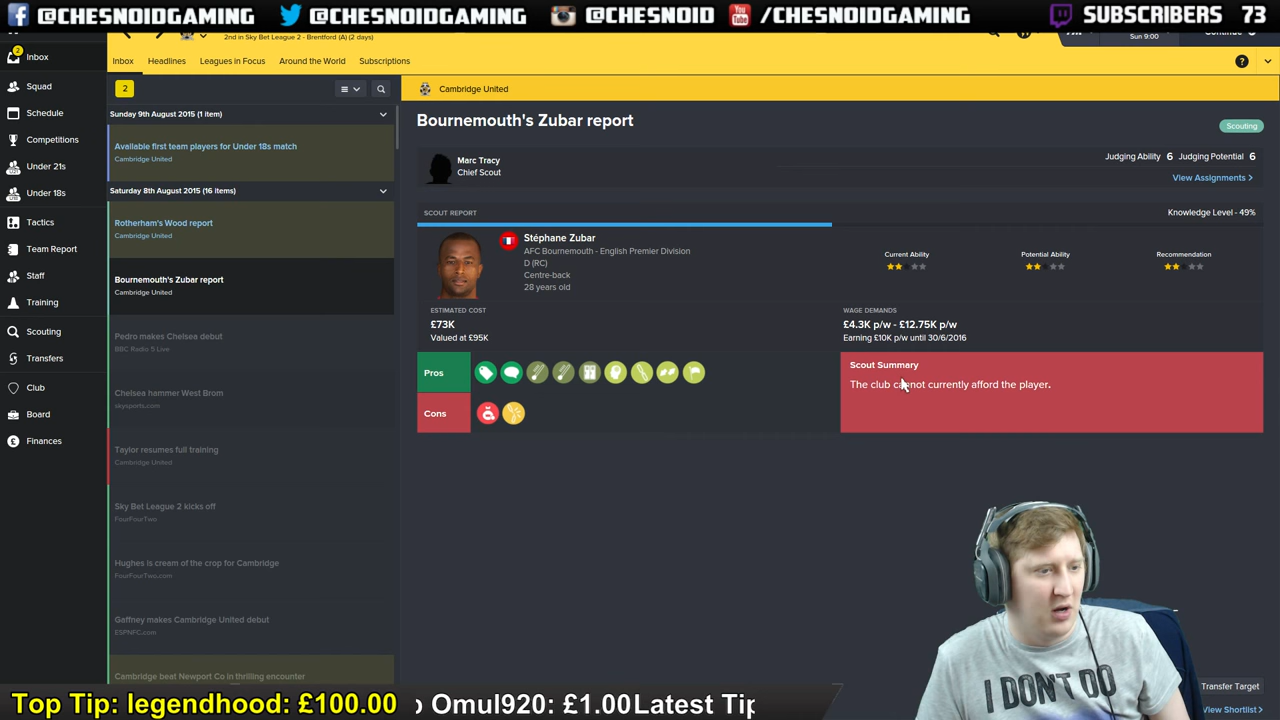 @CHESNOIDGAMING @CHESNOIDGAMING @CHESNOID /CHESNOIDGAMING SUBSCRIBERS 73
2nd in Sky Bet League 2 - Brentford (A) (2 days)
Sun 9:00
2
Inbox
Squad
Schedule
Competitions
Under 21s
Under 18s
Tactics
Team Report
Staff
Training
Scouting
Transfers
Club
Board
Finances
Inbox Headlines Leagues in Focus Around the World Subscriptions
2
Sunday 9th August 2015 (1 item)
Available first team players for Under 18s match
Cambridge United
Saturday 8th August 2015 (16 items)
Rotherham's Wood report
Cambridge United
Bournemouth's Zubar report
Cambridge United
Pedro makes Chelsea debut
BBC Radio 5 Live
Chelsea hammer West Brom
skysports.com
Taylor resumes full training
Cambridge United
Sky Bet League 2 kicks off
FourFourTwo
Hughes is cream of the crop for Cambridge
FourFourTwo.com
Gaffney makes Cambridge United debut
ESPNFC.com
Cambridge beat Newport Co in thrilling encounter
Cambridge United
Bournemouth's Zubar report
Scouting
Marc Tracy
Chief Scout
Judging Ability 6 Judging Potential 6
View Assignments >
SCOUT REPORT
Knowledge Level - 49%
Stéphane Zubar
AFC Bournemouth - English Premier Division
D (RC)
Centre-back
28 years old
Current Ability
Potential Ability
Recommendation
ESTIMATED COST
£73K
Valued at £95K
WAGE DEMANDS
£4.3K p/w - £12.75K p/w
Earning £10K p/w until 30/6/2016
Pros
Cons
Scout Summary
The club cannot currently afford the player.
I DON'T DO
Transfer Target
View Shortlist >
Top Tip: legendhood: £100.00
Omul920: £1.00 Latest Tip